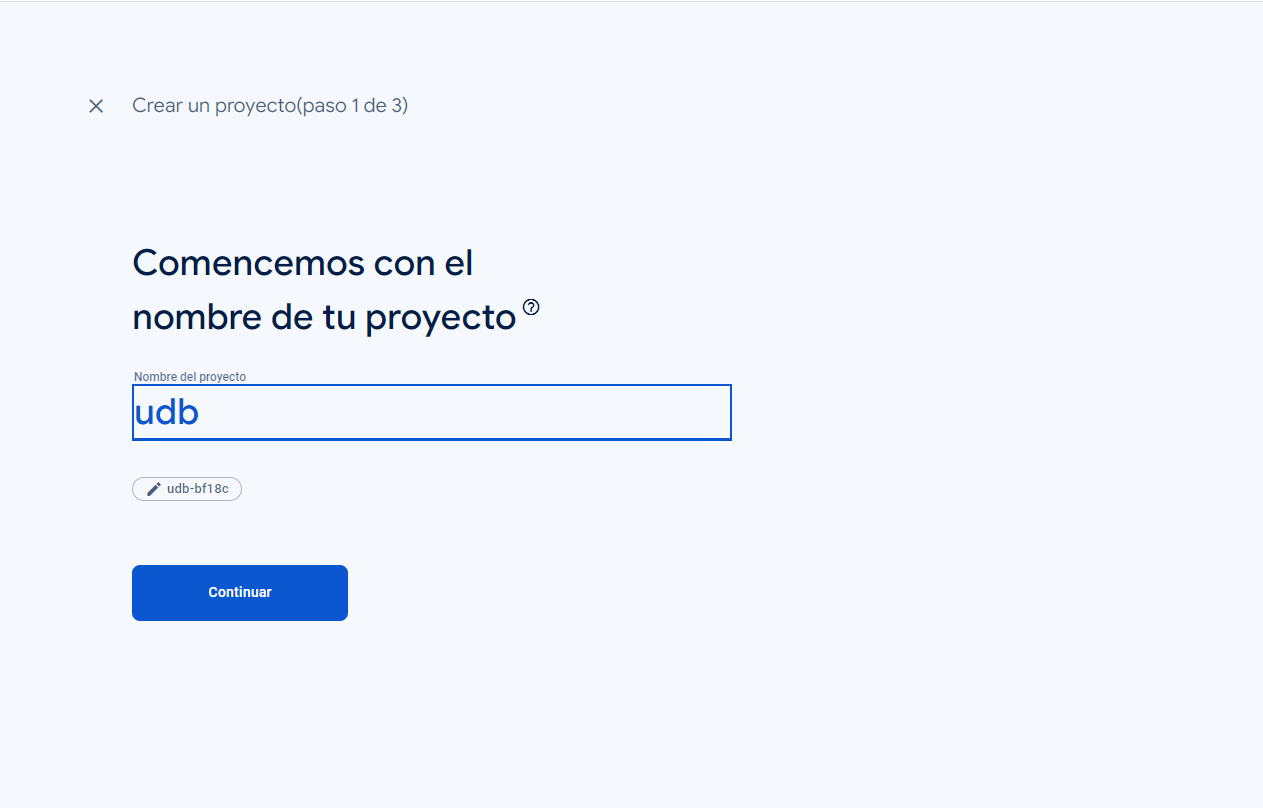 Crear un proyecto(paso 1 de 3)
Comencemos con el
nombre de tu proyecto
Nombre del proyecto
udb
udb-bf18c
Continuar